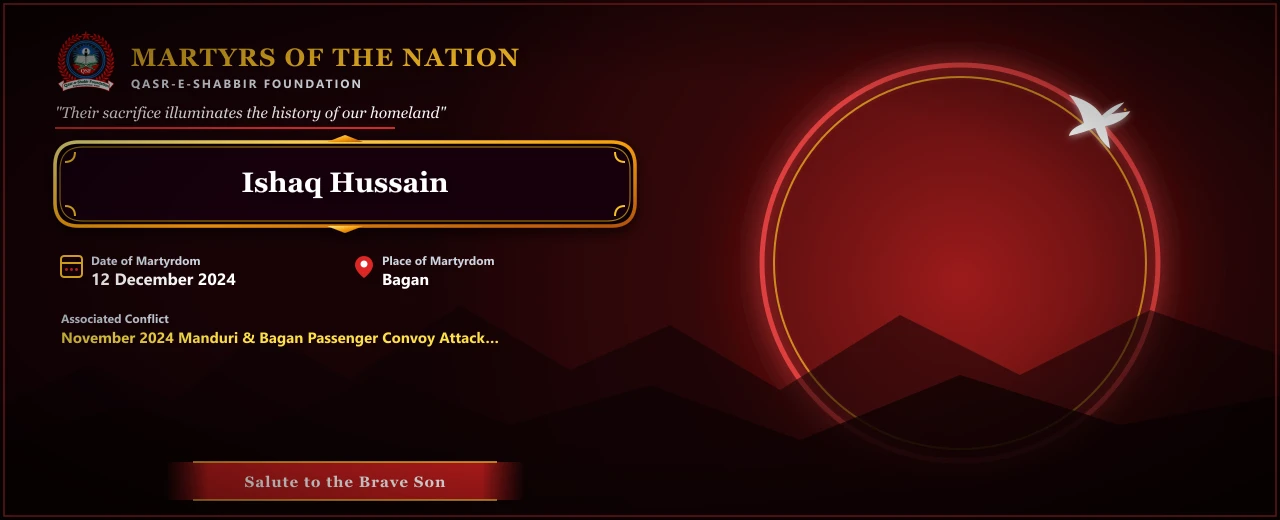 MARTYRS OF THE NATION
QASR-E-SHABBIR FOUNDATION
"Their sacrifice illuminates the history of our homeland"
Ishaq Hussain
Date of Martyrdom
12 December 2024
Place of Martyrdom
Bagan
Associated Conflict
November 2024 Manduri & Bagan Passenger Convoy Attack...
Salute to the Brave Son